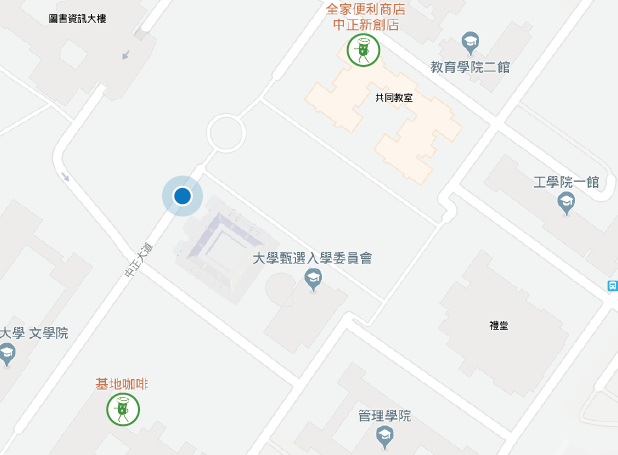 全家便利商店
中正新創店
圖書資訊大樓
教育學院二館
共同教室
工學院一館
中正大道
大學甄選入學委員會
禮堂
大學 文學院
基地咖啡
管理學院